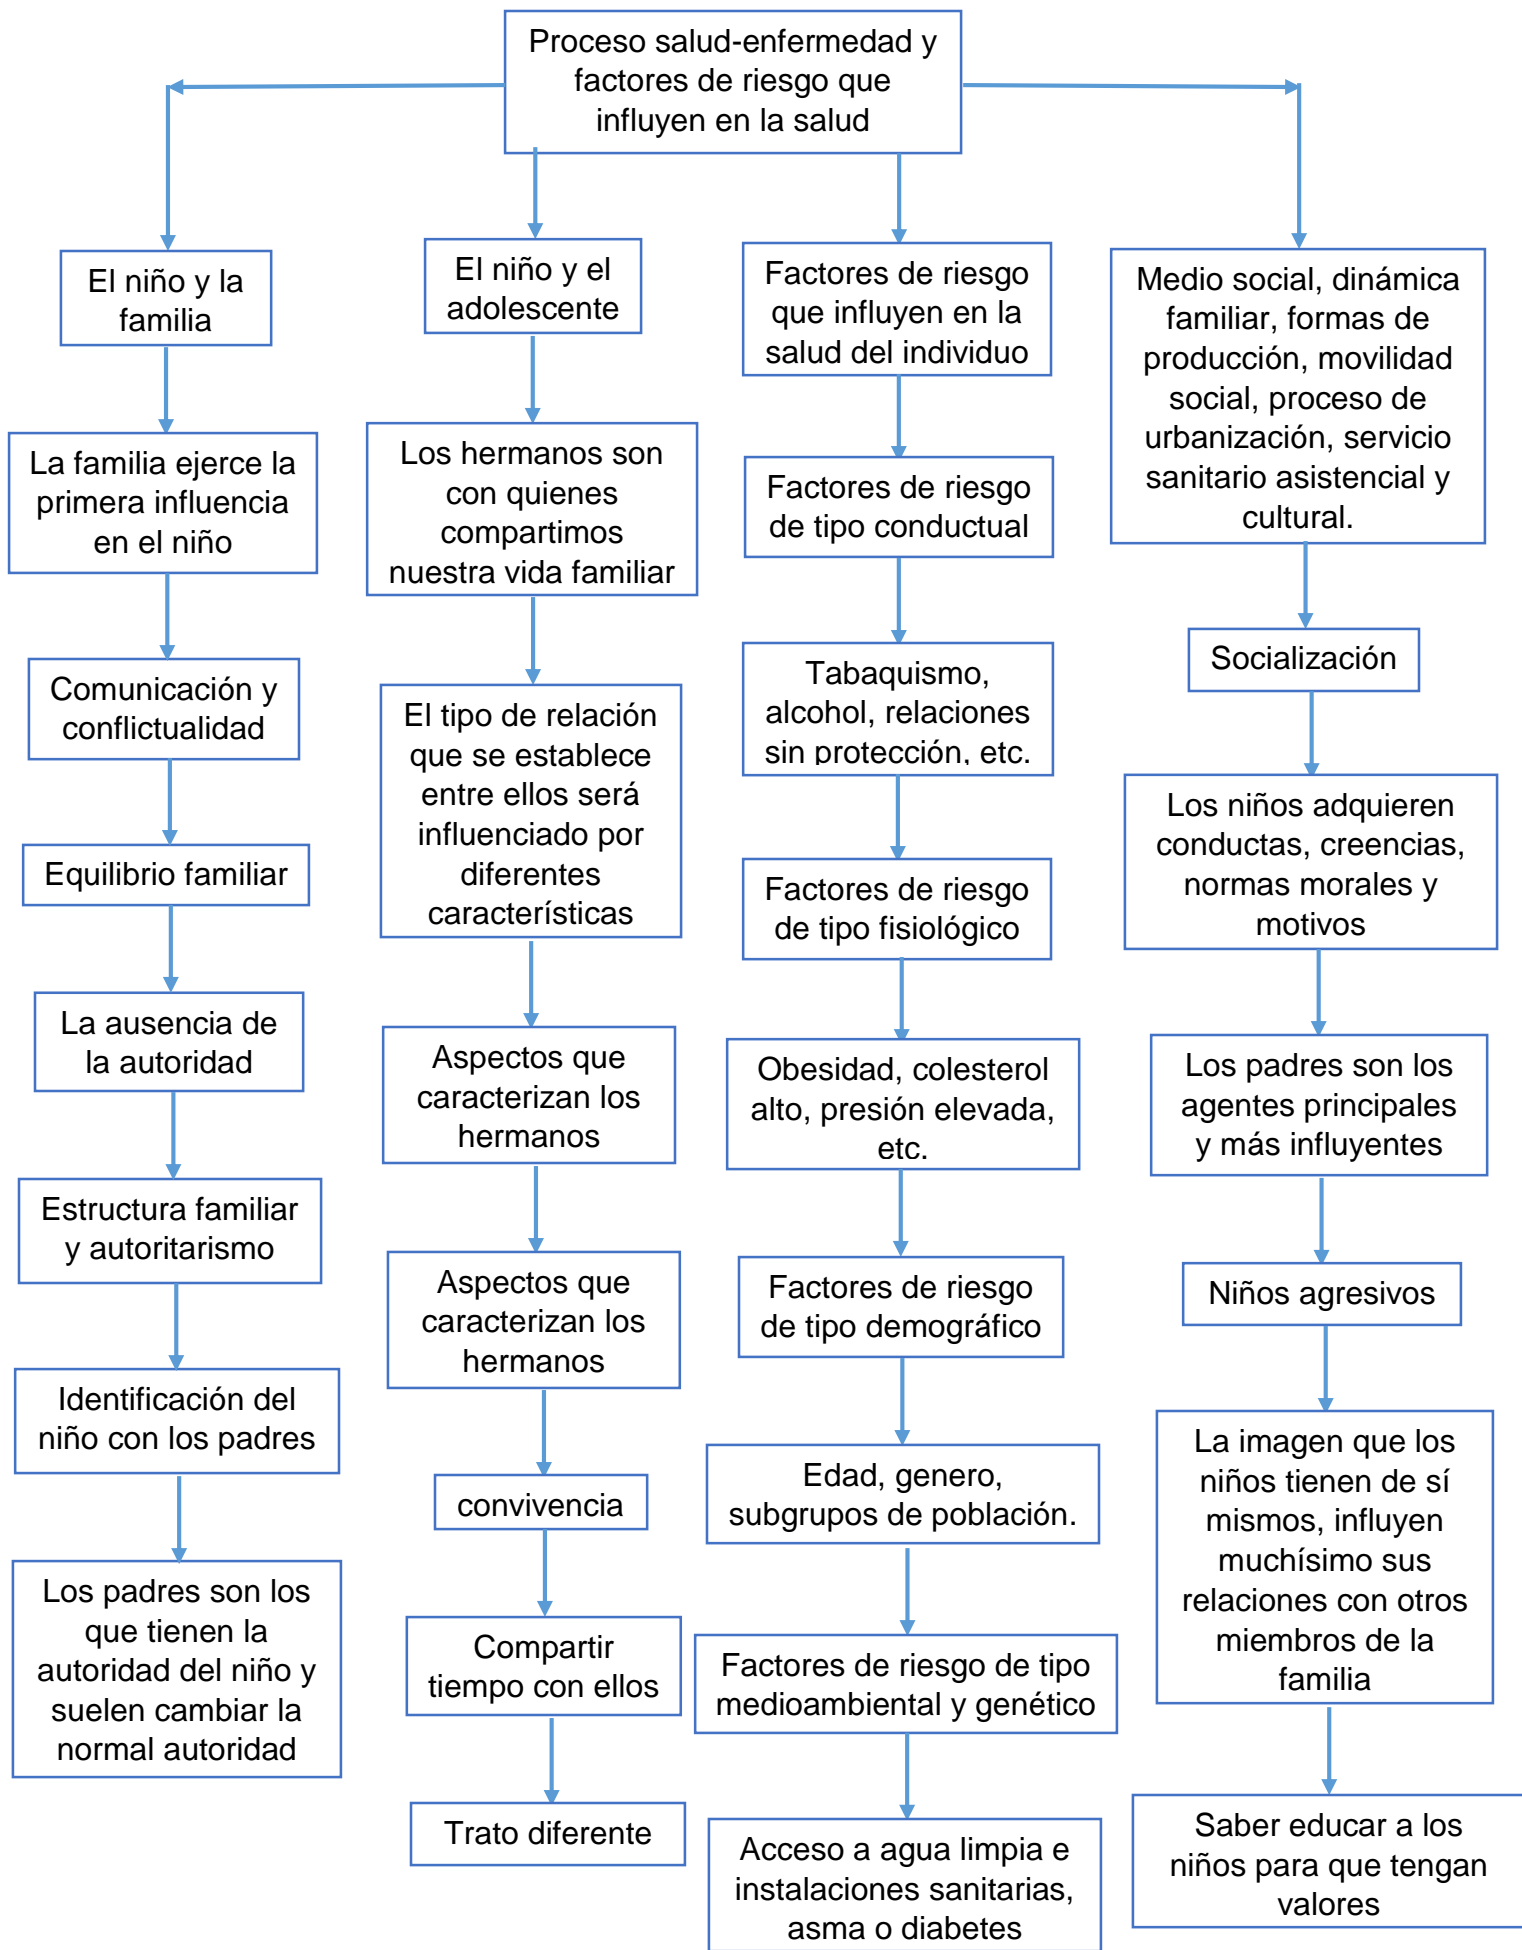 Proceso salud-enfermedad y
factores de riesgo que
influyen en la salud
El niño y la
familia
La familia ejerce la
primera influencia
en el niño
Comunicación y
conflictualidad
Equilibrio familiar
La ausencia de
la autoridad
Estructura familiar
y autoritarismo
Identificación del
niño con los padres
Los padres son los
que tienen la
autoridad del niño y
suelen cambiar la
normal autoridad
El niño y el
adolescente
Los hermanos son
con quienes
compartimos
nuestra vida familiar
El tipo de relación
que se establece
entre ellos será
influenciado por
diferentes
características
Aspectos que
caracterizan los
hermanos
Aspectos que
caracterizan los
hermanos
convivencia
Compartir
tiempo con ellos
Trato diferente
Factores de riesgo
que influyen en la
salud del individuo
Factores de riesgo
de tipo conductual
Tabaquismo,
alcohol, relaciones
sin protección, etc.
Factores de riesgo
de tipo fisiológico
Obesidad, colesterol
alto, presión elevada,
etc.
Factores de riesgo
de tipo demográfico
Edad, genero,
subgrupos de población.
Factores de riesgo de tipo
medioambiental y genético
Acceso a agua limpia e
instalaciones sanitarias,
asma o diabetes
Medio social, dinámica
familiar, formas de
producción, movilidad
social, proceso de
urbanización, servicio
sanitario asistencial y
cultural.
Socialización
Los niños adquieren
conductas, creencias,
normas morales y
motivos
Los padres son los
agentes principales
y más influyentes
Niños agresivos
La imagen que los
niños tienen de sí
mismos, influyen
muchísimo sus
relaciones con otros
miembros de la
familia
Saber educar a los
niños para que tengan
valores